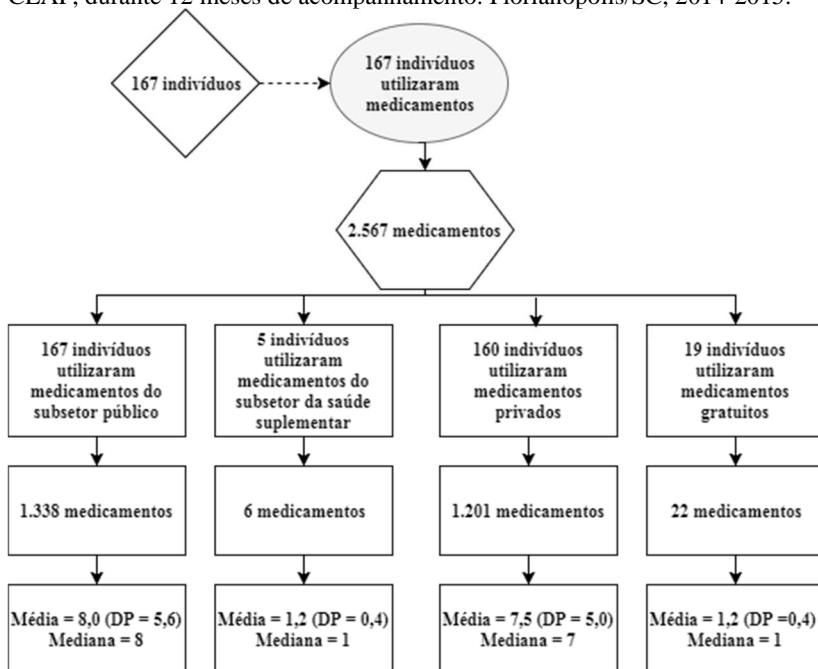 CEAF, durante 12 meses de acompanhamento. Florianópolis/SC, 2014-2015.
167 indivíduos
167 indivíduos
utilizaram
medicamentos
2.567 medicamentos
167 indivíduos
utilizaram
medicamentos do
subsetor público
5 indivíduos
utilizaram
medicamentos do
subsetor da saúde
suplementar
160 indivíduos
utilizaram
medicamentos
privados
19 indivíduos
utilizaram
medicamentos
gratuitos
1.338 medicamentos
6 medicamentos
1.201 medicamentos
22 medicamentos
Média = 8,0 (DP = 5,6)
Mediana = 8
Média = 1,2 (DP = 0,4)
Mediana = 1
Média = 7,5 (DP = 5,0)
Mediana = 7
Média = 1,2 (DP =0,4)
Mediana = 1